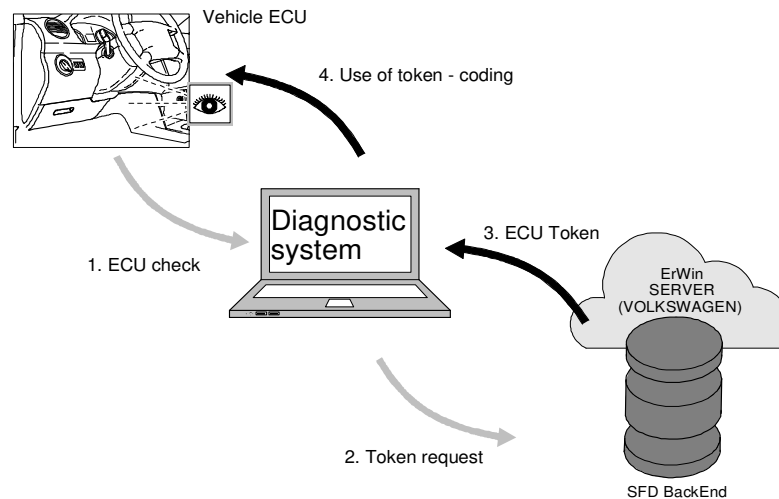 Vehicle ECU
4. Use of token - coding
Diagnostic
system
3. ECU Token
1. ECU check
ErWin
SERVER
(VOLKSWAGEN)
2. Token request
SFD BackEnd